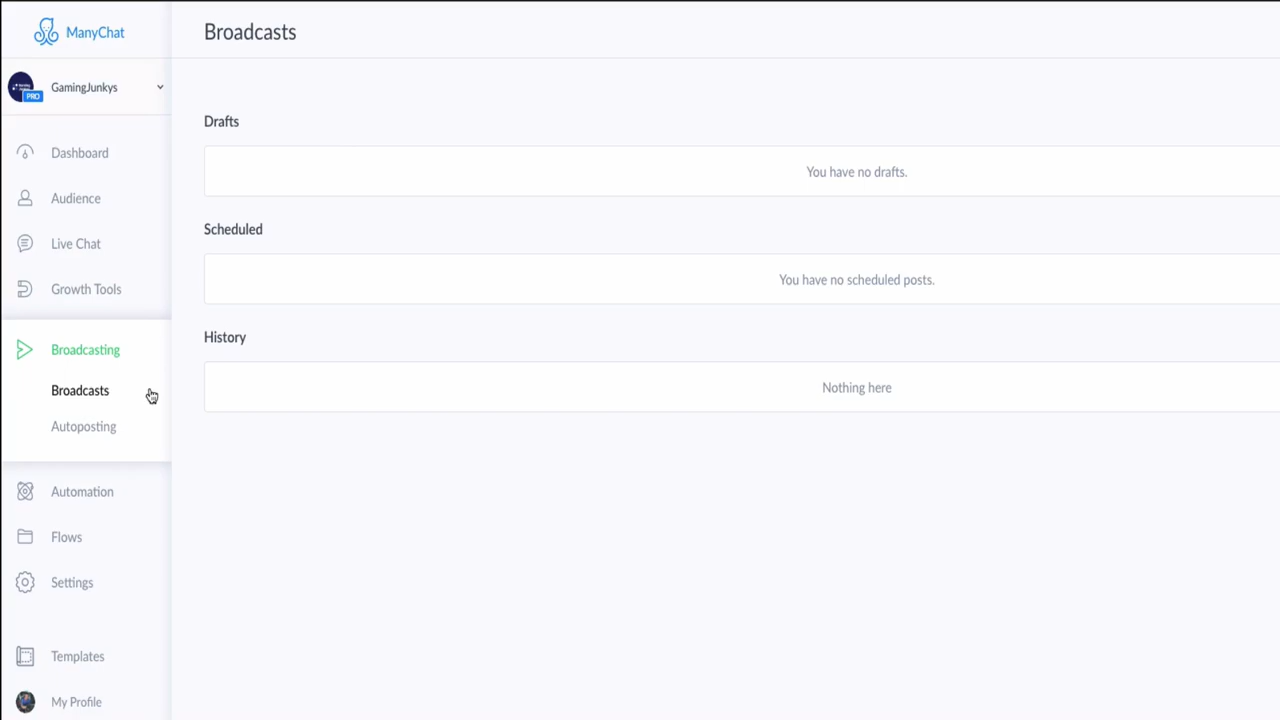 ManyChat
Broadcasts
GamingJunkys
PRO
Dashboard
Audience
Live Chat
Growth Tools
Broadcasting
Broadcasts
Autoposting
Automation
Flows
Settings
Templates
My Profile
Drafts
You have no drafts.
Scheduled
You have no scheduled posts.
History
Nothing here